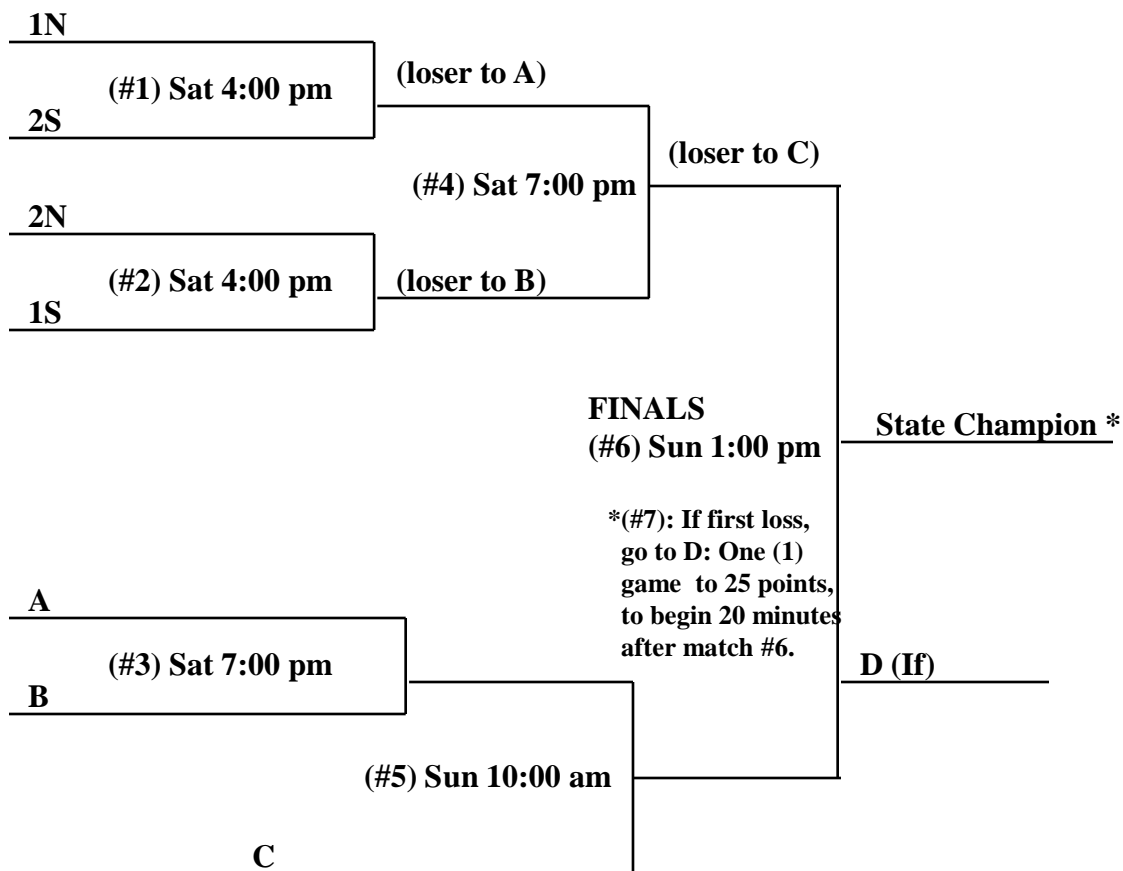 1N
(#1) Sat 4:00 pm
(loser to A)
2S
(loser to C)
(#4) Sat 7:00 pm
2N
(#2) Sat 4:00 pm
(loser to B)
1S
FINALS
(#6) Sun 1:00 pm
State Champion *
*(#7): If first loss,
go to D: One (1)
game to 25 points,
to begin 20 minutes
after match #6.
A
(#3) Sat 7:00 pm
B
D (If)
(#5) Sun 10:00 am
C